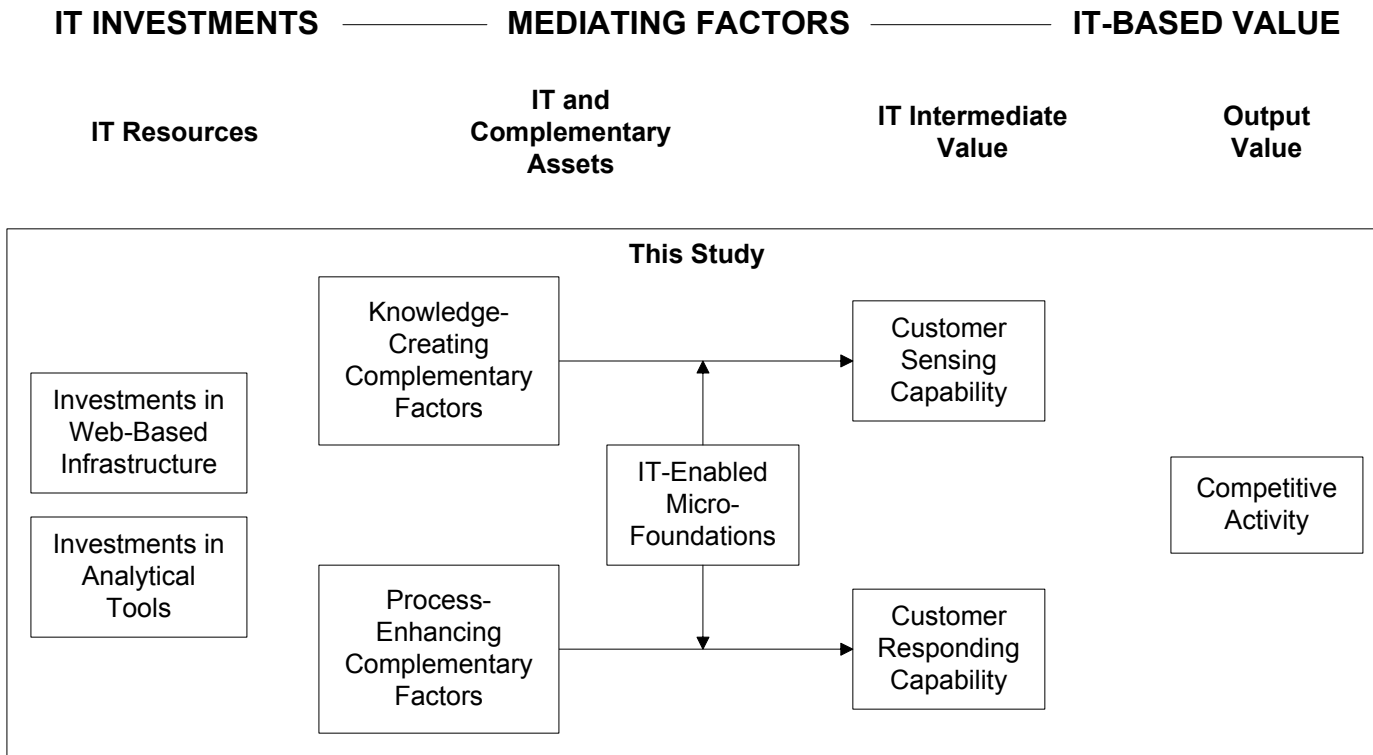 IT INVESTMENTS
MEDIATING FACTORS
IT-BASED VALUE
IT Resources
IT and
Complementary
Assets
IT Intermediate
Value
Output
Value
This Study
Investments in
Web-Based
Infrastructure
Investments in
Analytical
Tools
Knowledge-
Creating
Complementary
Factors
Process-
Enhancing
Complementary
Factors
IT-Enabled
Micro-
Foundations
Customer
Sensing
Capability
Customer
Responding
Capability
Competitive
Activity